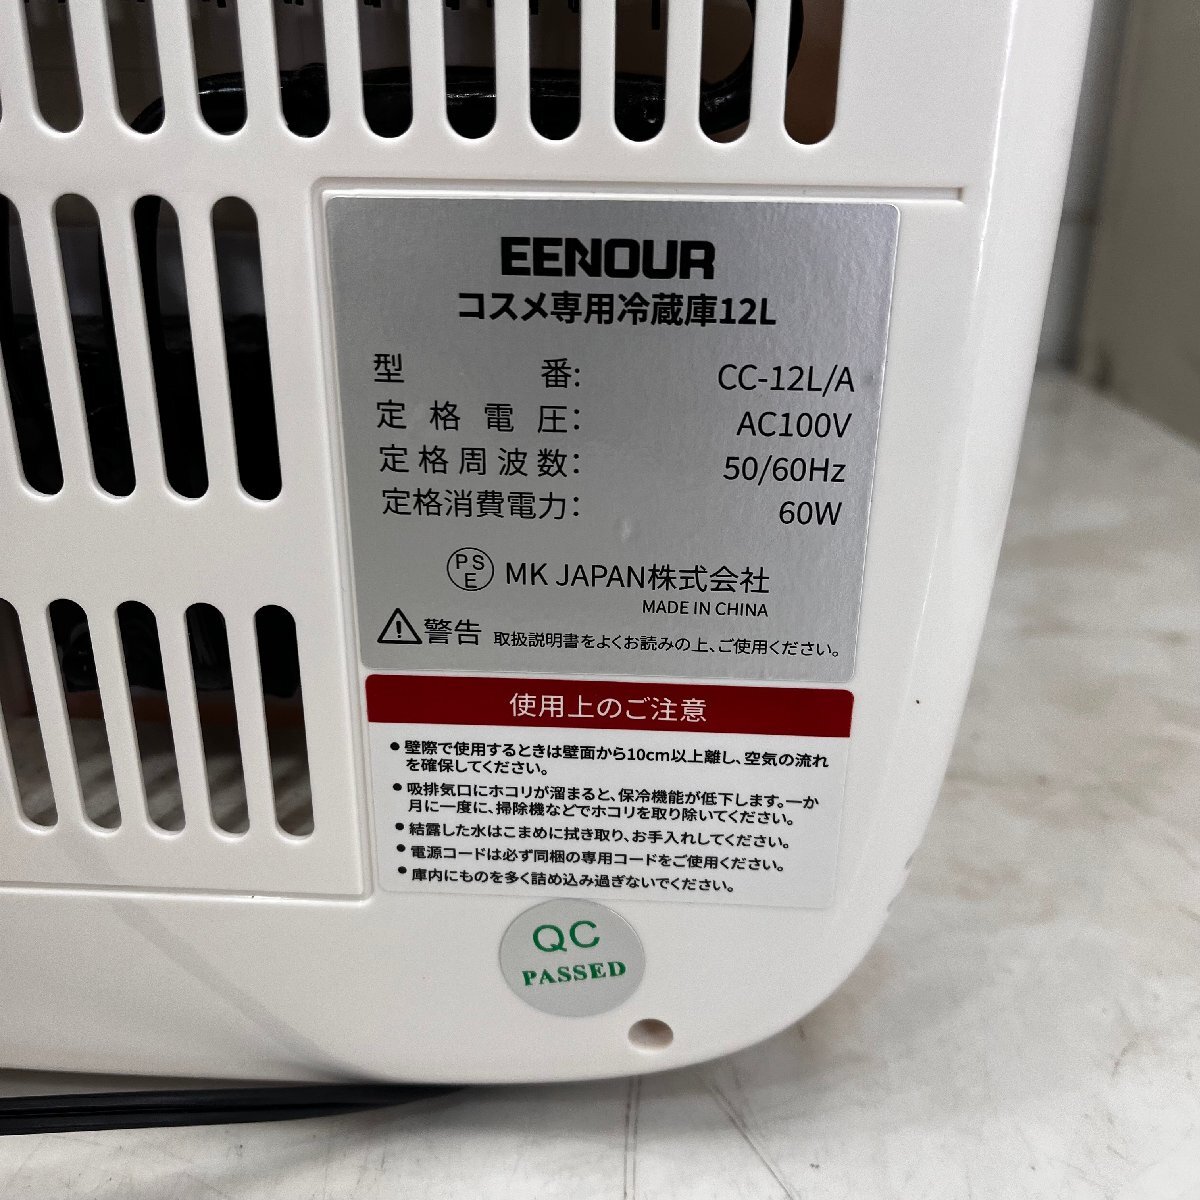 EENOUR
コスメ専用冷蔵庫12L
型 番: CC-12L/A
定格電圧: AC100V
定格周波数: 50/60Hz
定格消費電力: 60W
PSE MK JAPAN株式会社
MADE IN CHINA
警告 取扱説明書をよくお読みの上、ご使用ください。
使用上のご注意
●壁際で使用するときは壁面から10cm以上離し、空気の流れ
を確保してください。
●吸排気口にホコリが溜まると、保冷機能が低下します。一か
月に一度に、掃除機などでホコリを取り除いてください。
●結露した水はこまめに拭き取り、お手入れしてください。
●電源コードは必ず同梱の専用コードをご使用ください。
●庫内にものを多く詰め込み過ぎないでください。
QC
PASSED